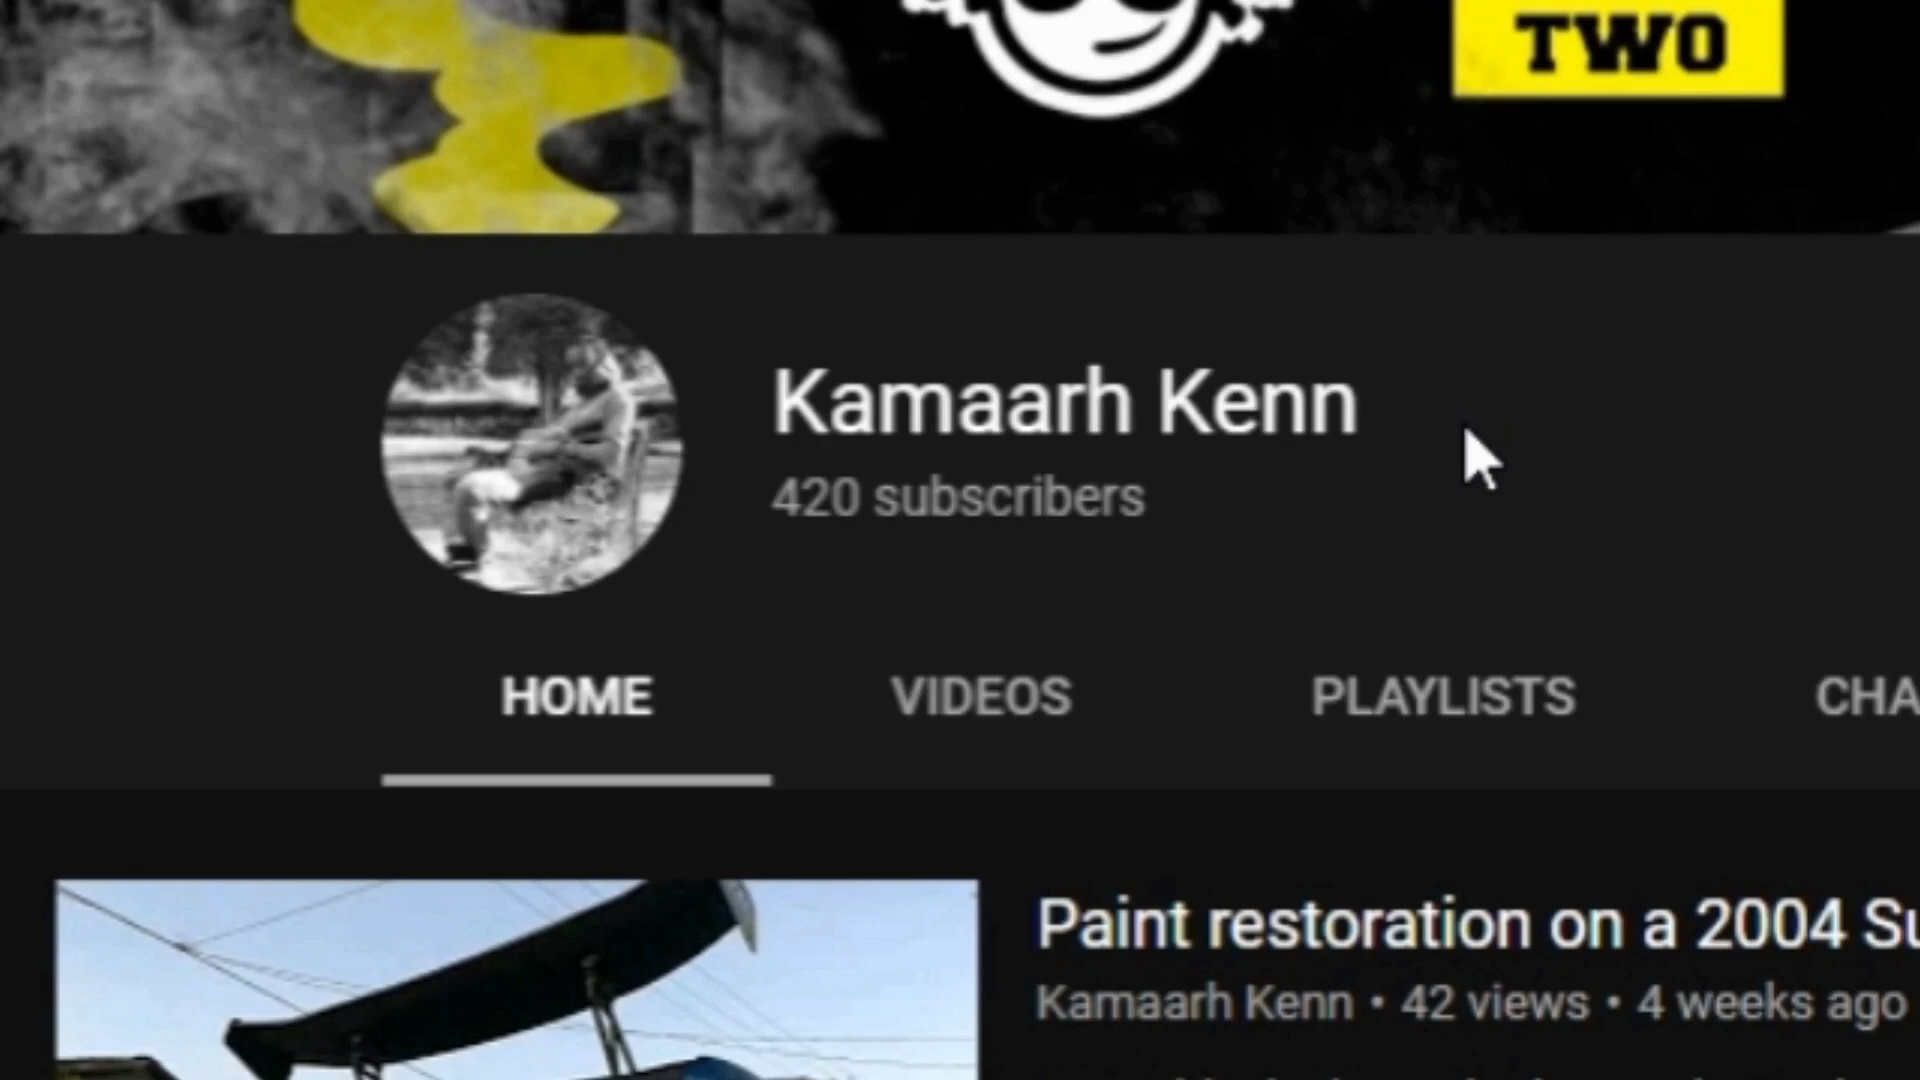 TWO
Kamaarh Kenn
420 subscribers
HOME VIDEOS PLAYLISTS CHA
Paint restoration on a 2004 Su
Kamaarh Kenn • 42 views • 4 weeks ago